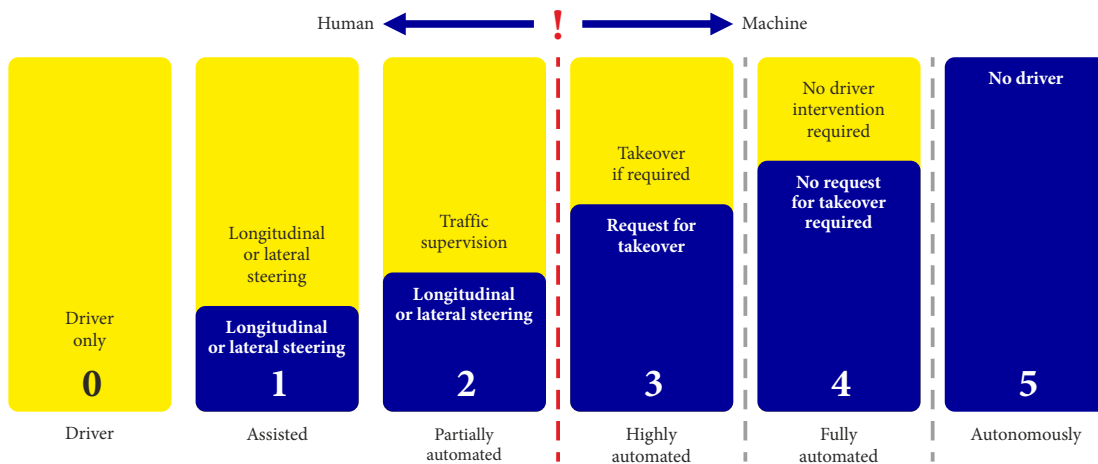 Human ! Machine
Driver
only
0
Driver
Longitudinal
or lateral
steering
Longitudinal
or lateral steering
1
Assisted
Traffic
supervision
Longitudinal
or lateral steering
2
Partially
automated
Takeover
if required
Request for
takeover
3
Highly
automated
No driver
intervention
required
No request
for takeover
required
4
Fully
automated
No driver
5
Autonomously